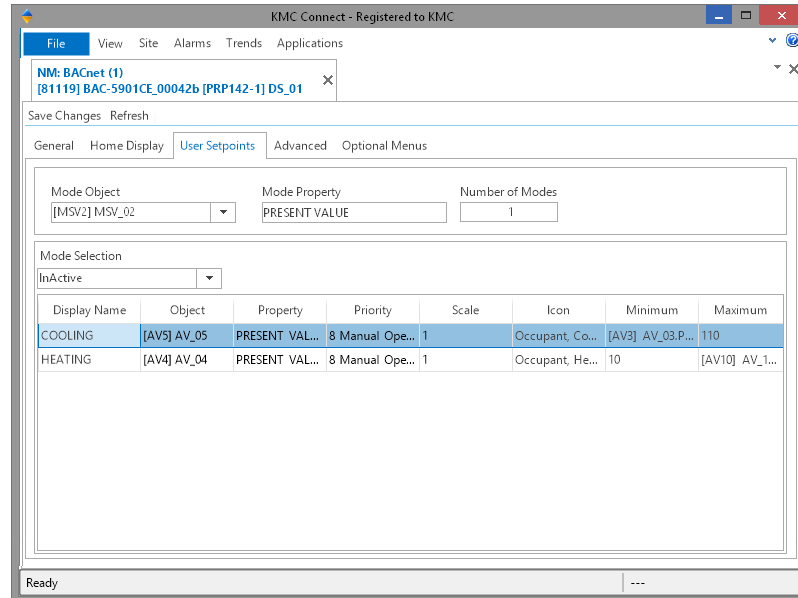 KMC Connect - Registered to KMC
File View Site Alarms Trends Applications
NM: BACnet (1)
[81119] BAC-5901CE_00042b [PRP142-1] DS_01
Save Changes Refresh
General Home Display User Setpoints Advanced Optional Menus
Mode Object Mode Property Number of Modes
[MSV2] MSV_02 PRESENT VALUE 1
Mode Selection
InActive
Display Name Object Property Priority Scale Icon Minimum Maximum
COOLING [AV5] AV_05 PRESENT VAL... 8 Manual Ope... 1 Occupant, Co... [AV3] AV_03.P... 110
HEATING [AV4] AV_04 PRESENT VAL... 8 Manual Ope... 1 Occupant, He... 10 [AV10] AV_1...
Ready ---